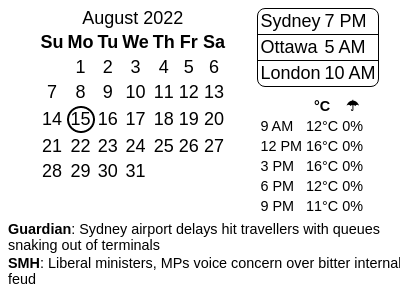 August 2022
Su Mo Tu We Th Fr Sa
1 2 3 4 5 6
7 8 9 10 11 12 13
14 15 16 17 18 19 20
21 22 23 24 25 26 27
28 29 30 31
Sydney 7 PM
Ottawa 5 AM
London 10 AM
°C ☂
9 AM 12°C 0%
12 PM 16°C 0%
3 PM 16°C 0%
6 PM 12°C 0%
9 PM 11°C 0%
Guardian: Sydney airport delays hit travellers with queues
snaking out of terminals
SMH: Liberal ministers, MPs voice concern over bitter internal
feud